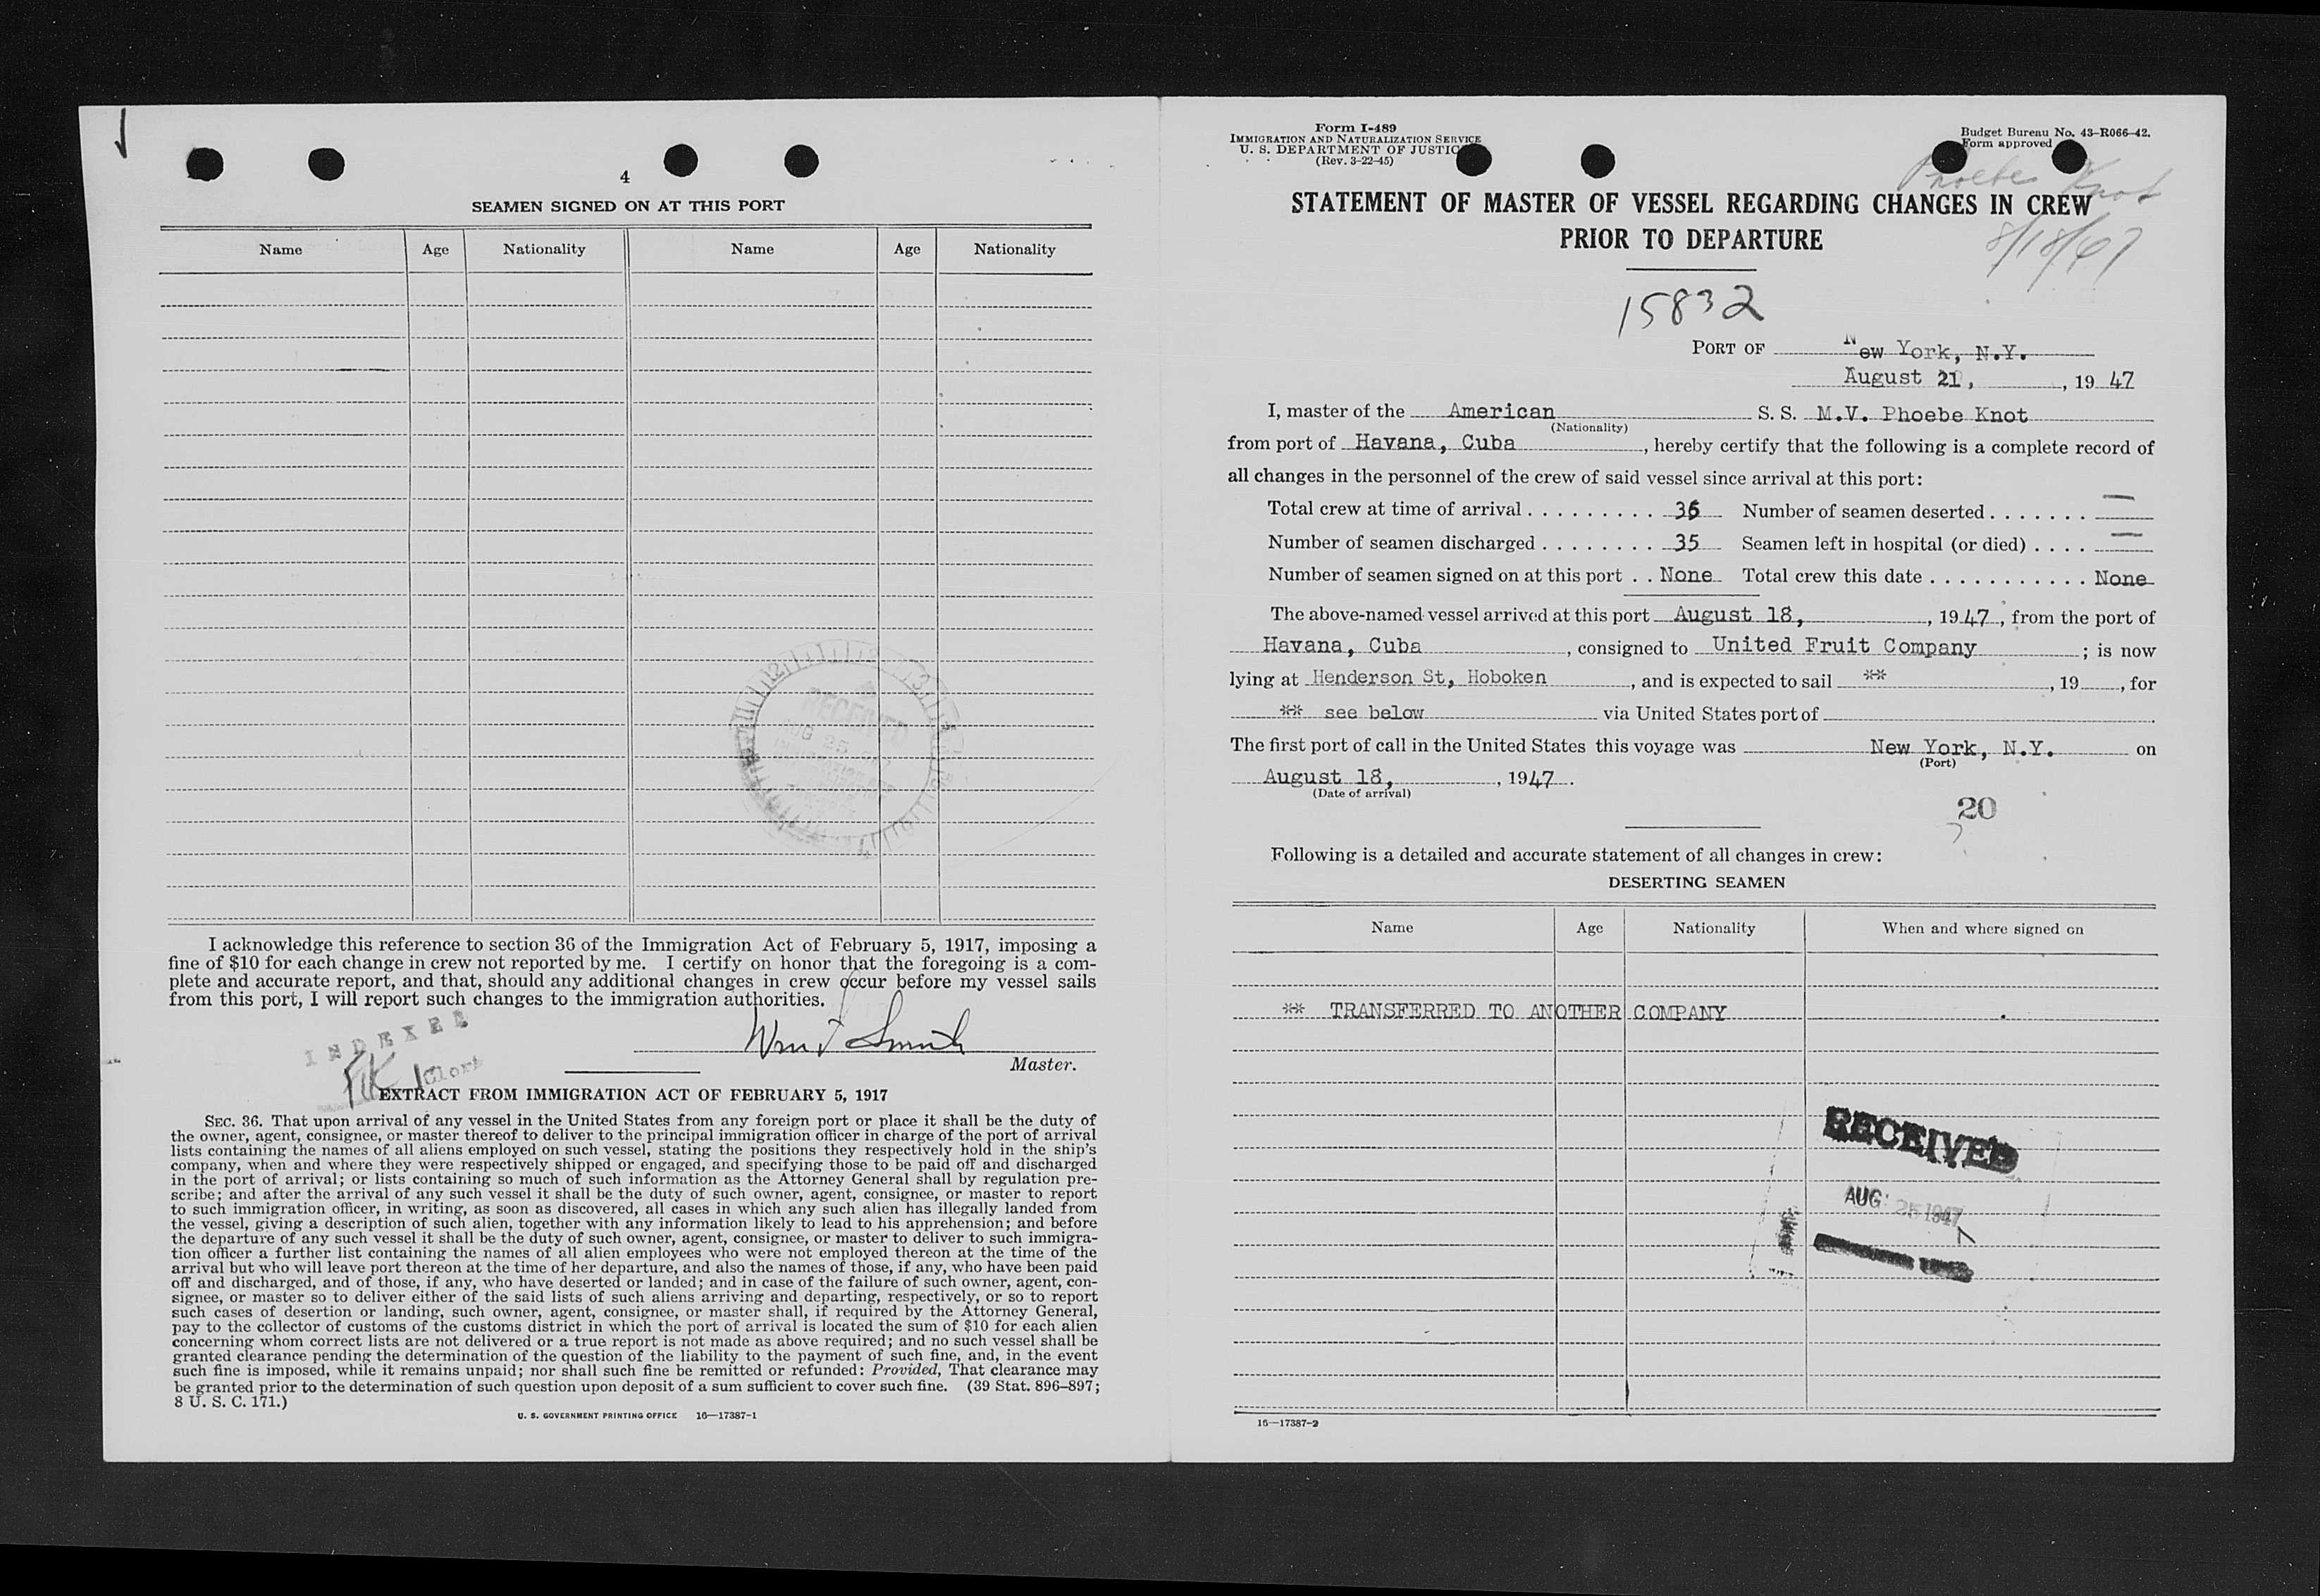 4
SEAMEN SIGNED ON AT THIS PORT
Name Age Nationality Name Age Nationality
RECEIVED
AUG 25
I acknowledge this reference to section 36 of the Immigration Act of February 5, 1917, imposing a
fine of $10 for each change in crew not reported by me. I certify on honor that the foregoing is a com-
plete and accurate report, and that, should any additional changes in crew occur before my vessel sails
from this port, I will report such changes to the immigration authorities.
Smith
Master.
Clerk
EXTRACT FROM IMMIGRATION ACT OF FEBRUARY 5, 1917
SEC. 36. That upon arrival of any vessel in the United States from any foreign port or place it shall be the duty of
the owner, agent, consignee, or master thereof to deliver to the principal immigration officer in charge of the port of arrival
lists containing the names of all aliens employed on such vessel, stating the positions they respectively hold in the ship's
company, when and where they were respectively shipped or engaged, and specifying those to be paid off and discharged
in the port of arrival; or lists containing so much of such information as the Attorney General shall by regulation pre-
scribe; and after the arrival of any such vessel it shall be the duty of such owner, agent, consignee, or master to report
to such immigration officer, in writing, as soon as discovered, all cases in which any such alien has illegally landed from
the vessel, giving a description of such alien, together with any information likely to lead to his apprehension; and before
the departure of any such vessel it shall be the duty of such owner, agent, consignee, or master to deliver to such immigra-
tion officer a further list containing the names of all alien employees who were not employed thereon at the time of the
arrival but who will leave port thereon at the time of her departure, and also the names of those, if any, who have been paid
off and discharged, and of those, if any, who have deserted or landed; and in case of the failure of such owner, agent, con-
signee, or master so to deliver either of the said lists of such aliens arriving and departing, respectively, or so to report
such cases of desertion or landing, such owner, agent, consignee, or master shall, if required by the Attorney General,
pay to the collector of customs of the customs district in which the port of arrival is located the sum of $10 for each alien
concerning whom correct lists are not delivered or a true report is not made as above required; and no such vessel shall be
granted clearance pending the determination of the question of the liability to the payment of such fine, and, in the event
such fine is imposed, while it remains unpaid; nor shall such fine be remitted or refunded: Provided, That clearance may
be granted prior to the determination of such question upon deposit of a sum sufficient to cover such fine. (39 Stat. 896–897;
8 U. S. C. 171.)
U. S. GOVERNMENT PRINTING OFFICE 16—17387-1
Form I-489
IMMIGRATION AND NATURALIZATION SERVICE
U. S. DEPARTMENT OF JUSTIC
(Rev. 3-22-45)
Budget Bureau No. 43-R066-42.
Form approved
Phoebe Knot
8/18/47
STATEMENT OF MASTER OF VESSEL REGARDING CHANGES IN CREW
PRIOR TO DEPARTURE
15832
PORT OF New York, N.Y.
August 21, , 19 47
I, master of the American S. S. M.V. Phoebe Knot
(Nationality)
from port of Havana, Cuba , hereby certify that the following is a complete record of
all changes in the personnel of the crew of said vessel since arrival at this port:
Total crew at time of arrival . . . . . . . . . . Number of seamen deserted . . . . . . . —
Number of seamen discharged . . . . . . . . 35 Seamen left in hospital (or died) . . . . —
Number of seamen signed on at this port . . None Total crew this date . . . . . . . . . . . None
The above-named vessel arrived at this port August 18, , 1947, from the port of
Havana, Cuba , consigned to United Fruit Company ; is now
lying at Henderson St, Hoboken , and is expected to sail ** , 19 , for
** see below via United States port of
The first port of call in the United States this voyage was New York, N.Y. on
(Port)
August 18, , 1947 .
(Date of arrival)
20
Following is a detailed and accurate statement of all changes in crew:
DESERTING SEAMEN
Name Age Nationality When and where signed on
** TRANSFERRED TO ANOTHER COMPANY
RECEIVED
AUG 25 1947
16—17387-2
INDEXED